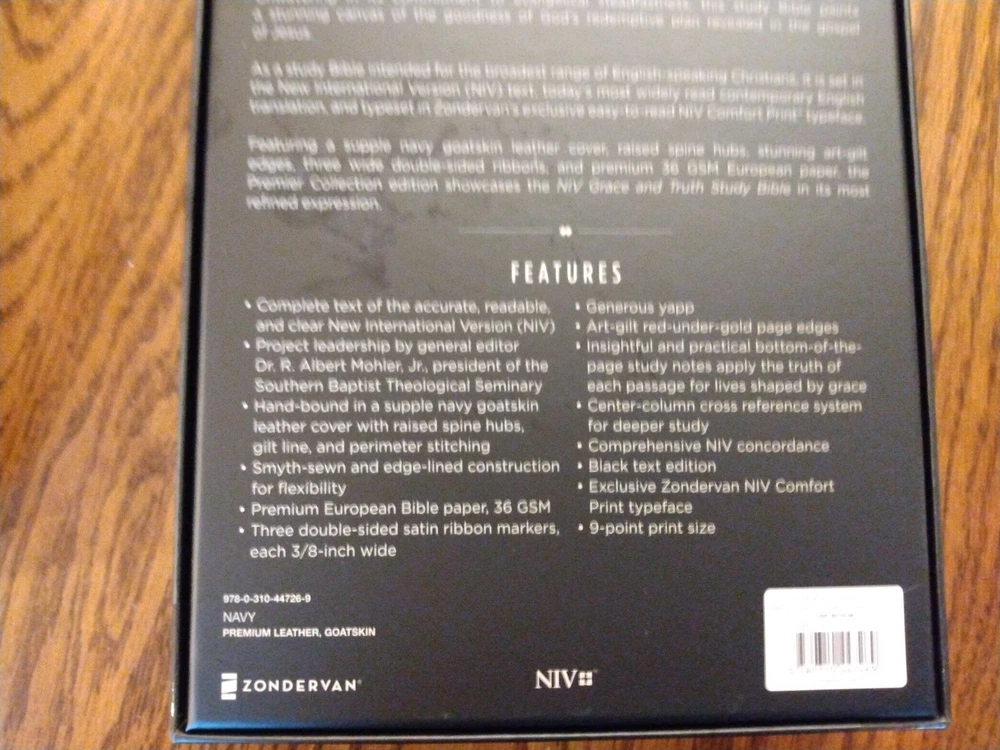 a stunning canvas of the goodness of God's redemptive plan revealed in the gospel
of Jesus.
As a study Bible intended for the broadest range of English-speaking Christians, it is set in
the New International Version (NIV) text, today's most widely read contemporary English
translation, and typeset in Zondervan's exclusive easy-to-read NIV Comfort Print™ typeface.
Featuring a supple navy goatskin leather cover, raised spine hubs, stunning art-gilt
edges, three wide double-sided ribbons, and premium 36 GSM European paper, the
Premier Collection edition showcases the NIV Grace and Truth Study Bible in its most
refined expression.
FEATURES
• Complete text of the accurate, readable,
and clear New International Version (NIV)
• Project leadership by general editor
Dr. R. Albert Mohler, Jr., president of the
Southern Baptist Theological Seminary
• Hand-bound in a supple navy goatskin
leather cover with raised spine hubs,
gilt line, and perimeter stitching
• Smyth-sewn and edge-lined construction
for flexibility
• Premium European Bible paper, 36 GSM
• Three double-sided satin ribbon markers,
each 3/8-inch wide
• Generous yapp
• Art-gilt red-under-gold page edges
• Insightful and practical bottom-of-the-
page study notes apply the truth of
each passage for lives shaped by grace
• Center-column cross reference system
for deeper study
• Comprehensive NIV concordance
• Black text edition
• Exclusive Zondervan NIV Comfort
Print typeface
• 9-point print size
978-0-310-44726-9
NAVY
PREMIUM LEATHER, GOATSKIN
ZONDERVAN®
NIV™